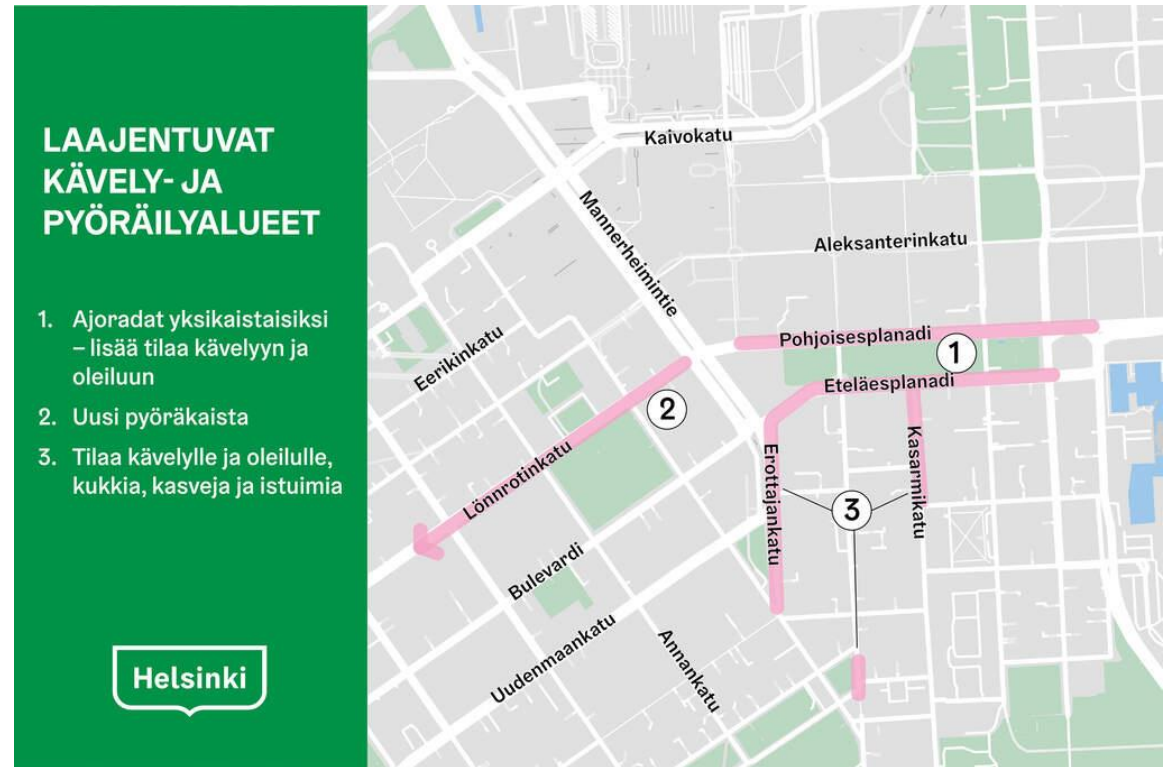 LAAJENTUVAT
KÄVELY- JA
PYÖRÄILYALUEET
1. Ajoradat yksikaistaisiksi
– lisää tilaa kävelyyn ja
oleiluun
2. Uusi pyöräkaista
3. Tilaa kävelylle ja oleilulle,
kukkia, kasveja ja istuimia
Helsinki
Kaivokatu
Mannerheimintie
Aleksanterinkatu
Pohjoisesplanadi
1
Eteläesplanadi
Eerikinkatu
2
Lönnrotinkatu
Erottajankatu
Kasarmikatu
3
Bulevardi
Uudenmaankatu
Annankatu